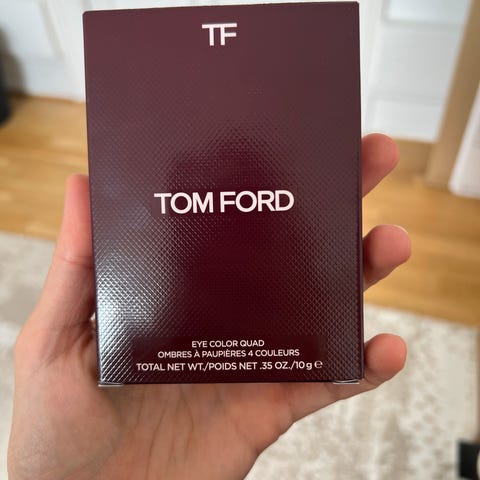 TF
TOM FORD
EYE COLOR QUAD
OMBRES À PAUPIÈRES 4 COULEURS
TOTAL NET WT./POIDS NET .35 OZ./10 g ℮